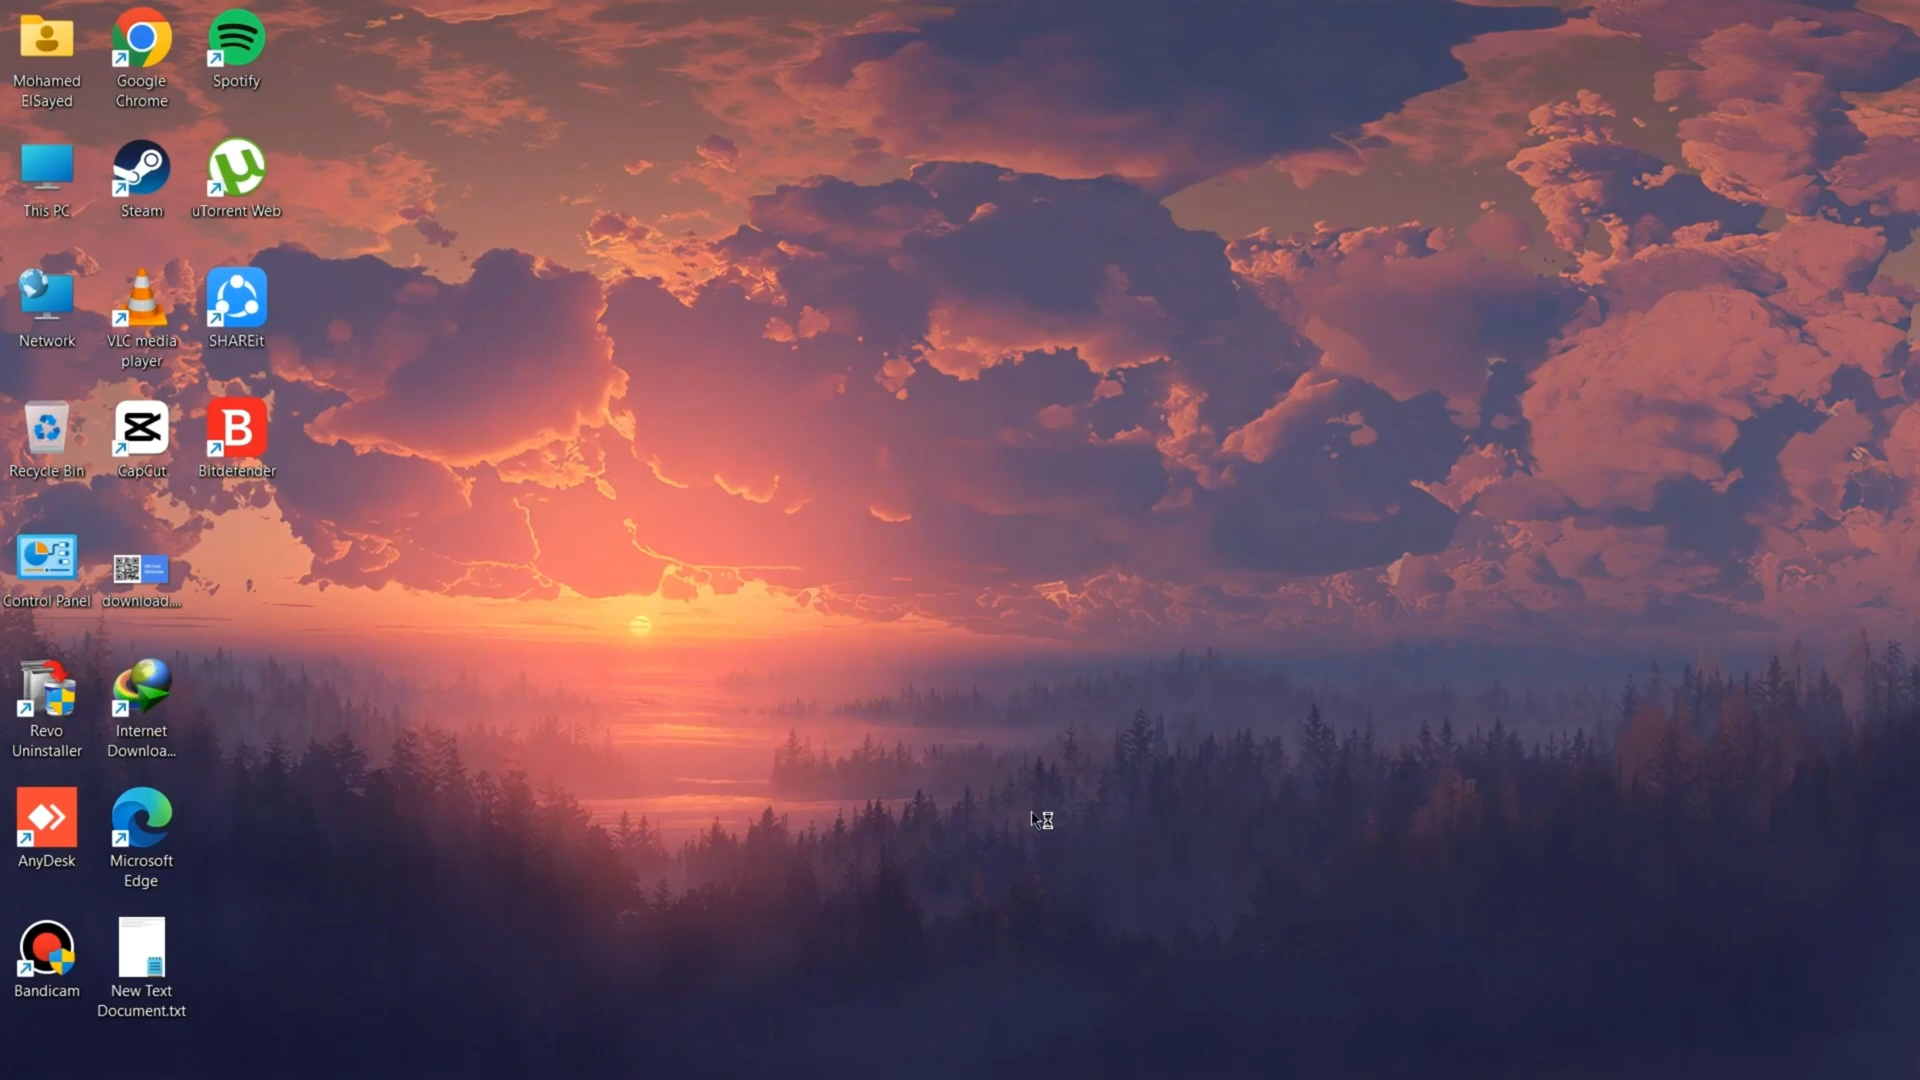 Mohamed
ElSayed
Google
Chrome
Spotify
This PC
Steam
uTorrent Web
Network
VLC media
player
SHAREit
Recycle Bin
CapCut
Bitdefender
Control Panel
download....
Revo
Uninstaller
Internet
Downloa...
AnyDesk
Microsoft
Edge
Bandicam
New Text
Document.txt